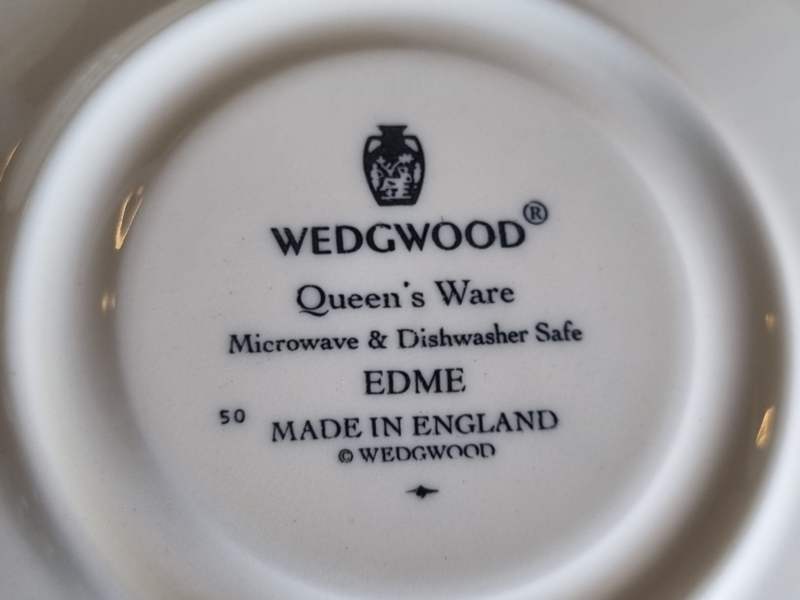 WEDGWOOD®
Queen's Ware
Microwave & Dishwasher Safe
EDME
50 MADE IN ENGLAND
© WEDGWOOD